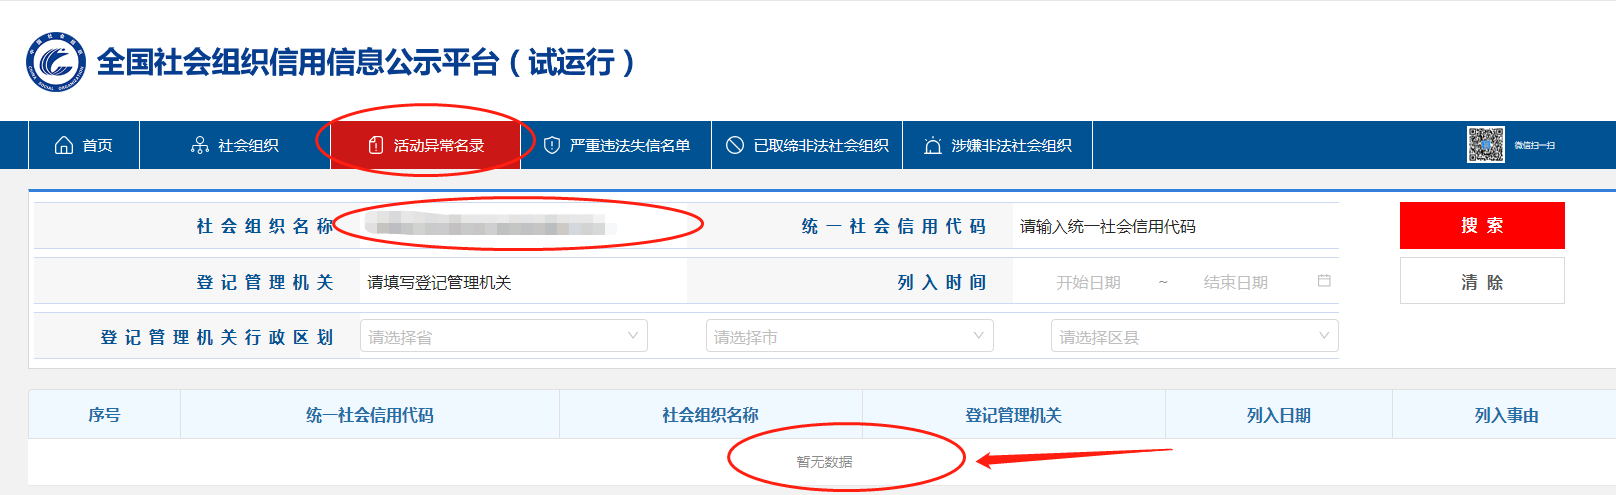 全国社会组织信用信息公示平台（试运行）
首页 社会组织 活动异常名录 严重违法失信名单 已取缔非法社会组织 涉嫌非法社会组织 微信扫一扫
社会组织名称 统一社会信用代码 请输入统一社会信用代码 搜索
登记管理机关 请填写登记管理机关 列入时间 开始日期 ~ 结束日期 清除
登记管理机关行政区划 请选择省 请选择市 请选择区县
序号 统一社会信用代码 社会组织名称 登记管理机关 列入日期 列入事由
暂无数据